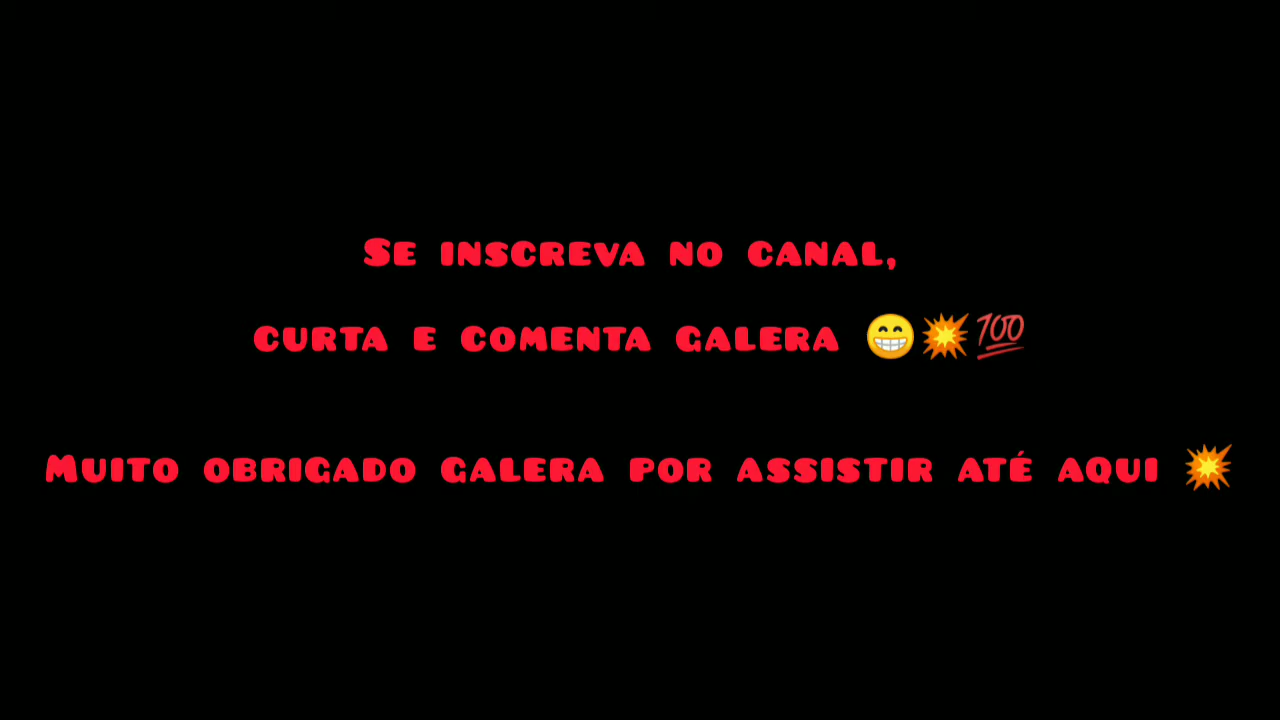 Se inscreva no canal,
curta e comenta galera 😁💥💯
Muito obrigado galera por assistir até aqui 💥